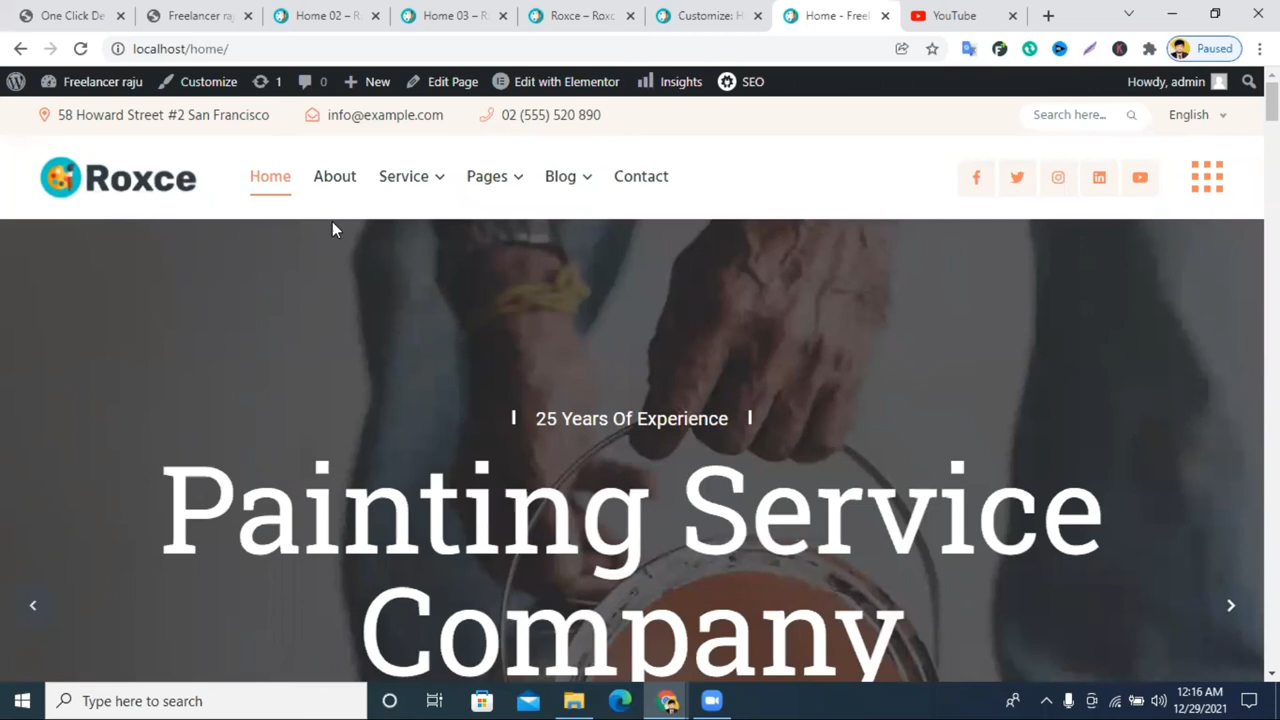 One Click De
Freelancer raj
Home 02 – R
Home 03 – R
Roxce – Roxc
Customize: H
Home - Freel
YouTube
localhost/home/
Paused
Freelancer raju
Customize
1
0
New
Edit Page
Edit with Elementor
Insights
SEO
Howdy, admin
58 Howard Street #2 San Francisco
info@example.com
02 (555) 520 890
Search here...
English
Roxce
Home
About
Service
Pages
Blog
Contact
25 Years Of Experience
Painting Service
Company
Type here to search
12:16 AM
12/29/2021